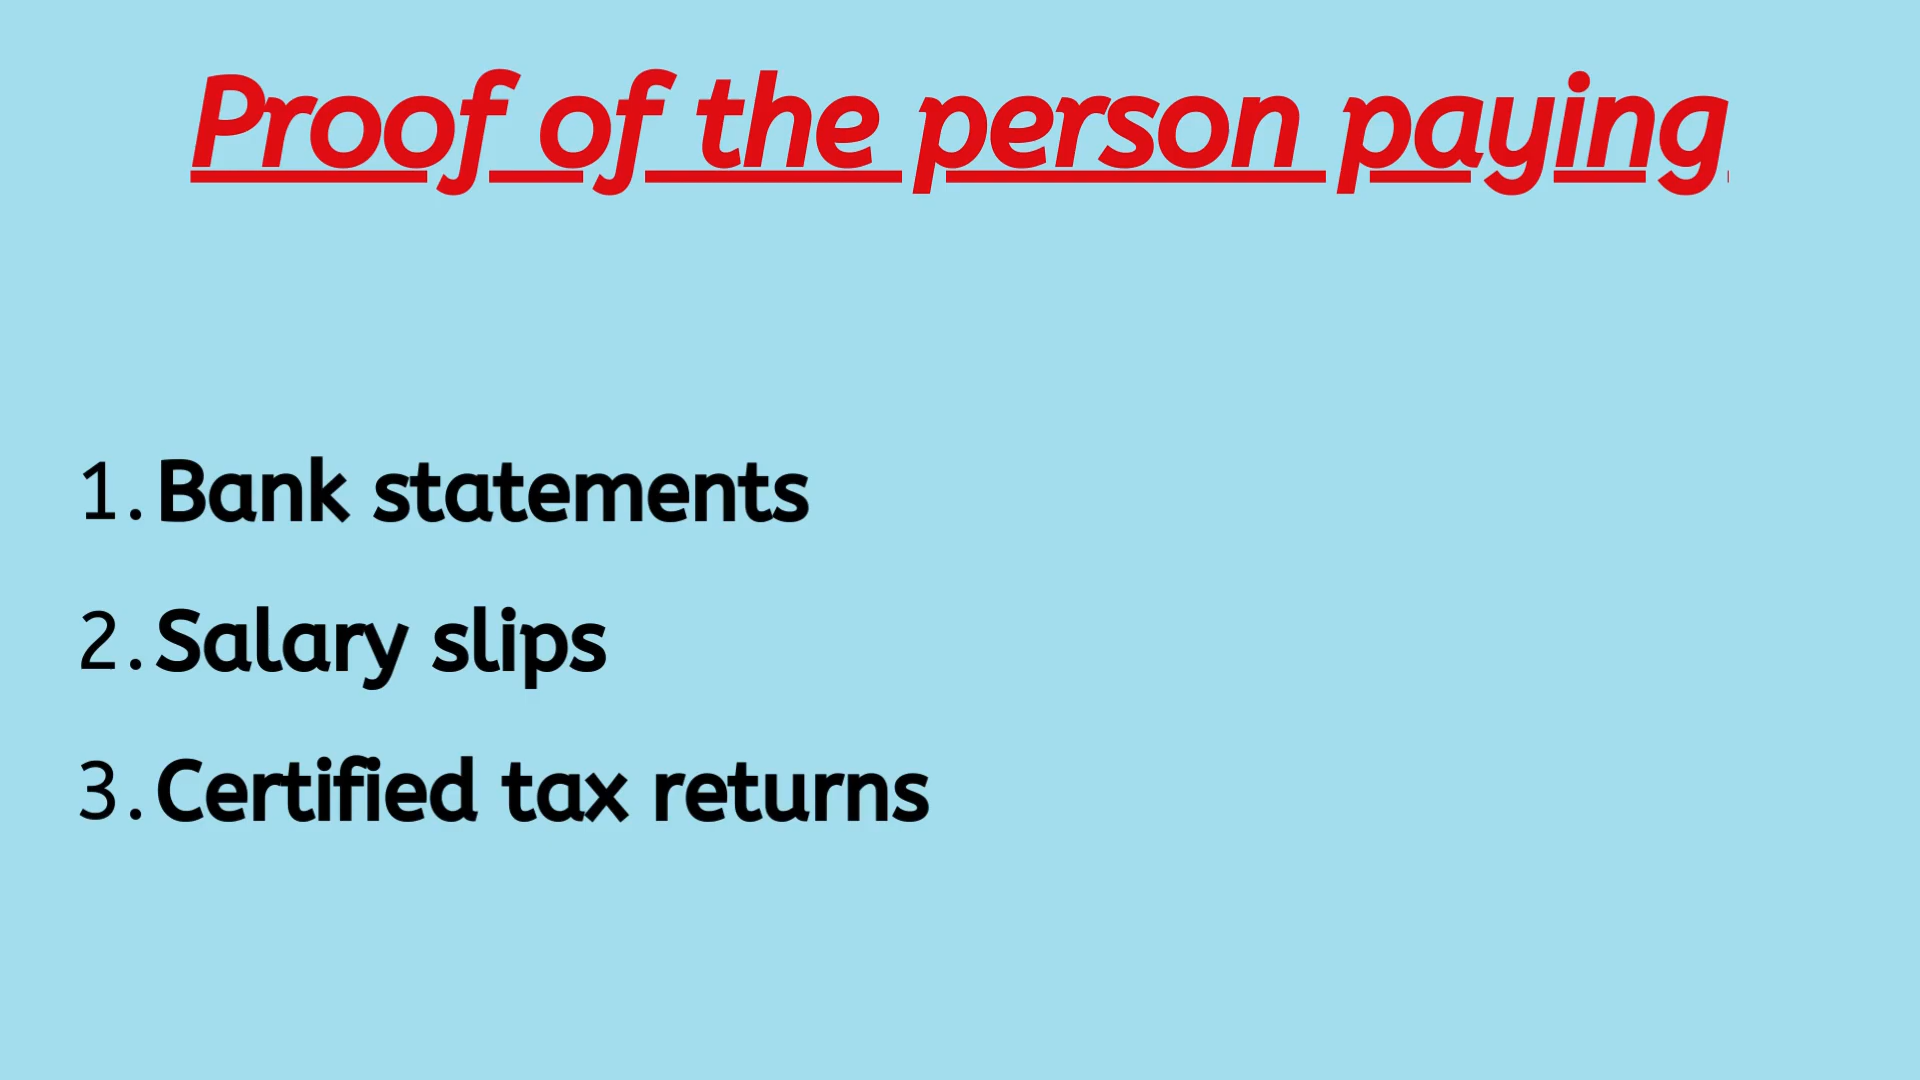 Proof of the person paying
1. Bank statements
2. Salary slips
3. Certified tax returns